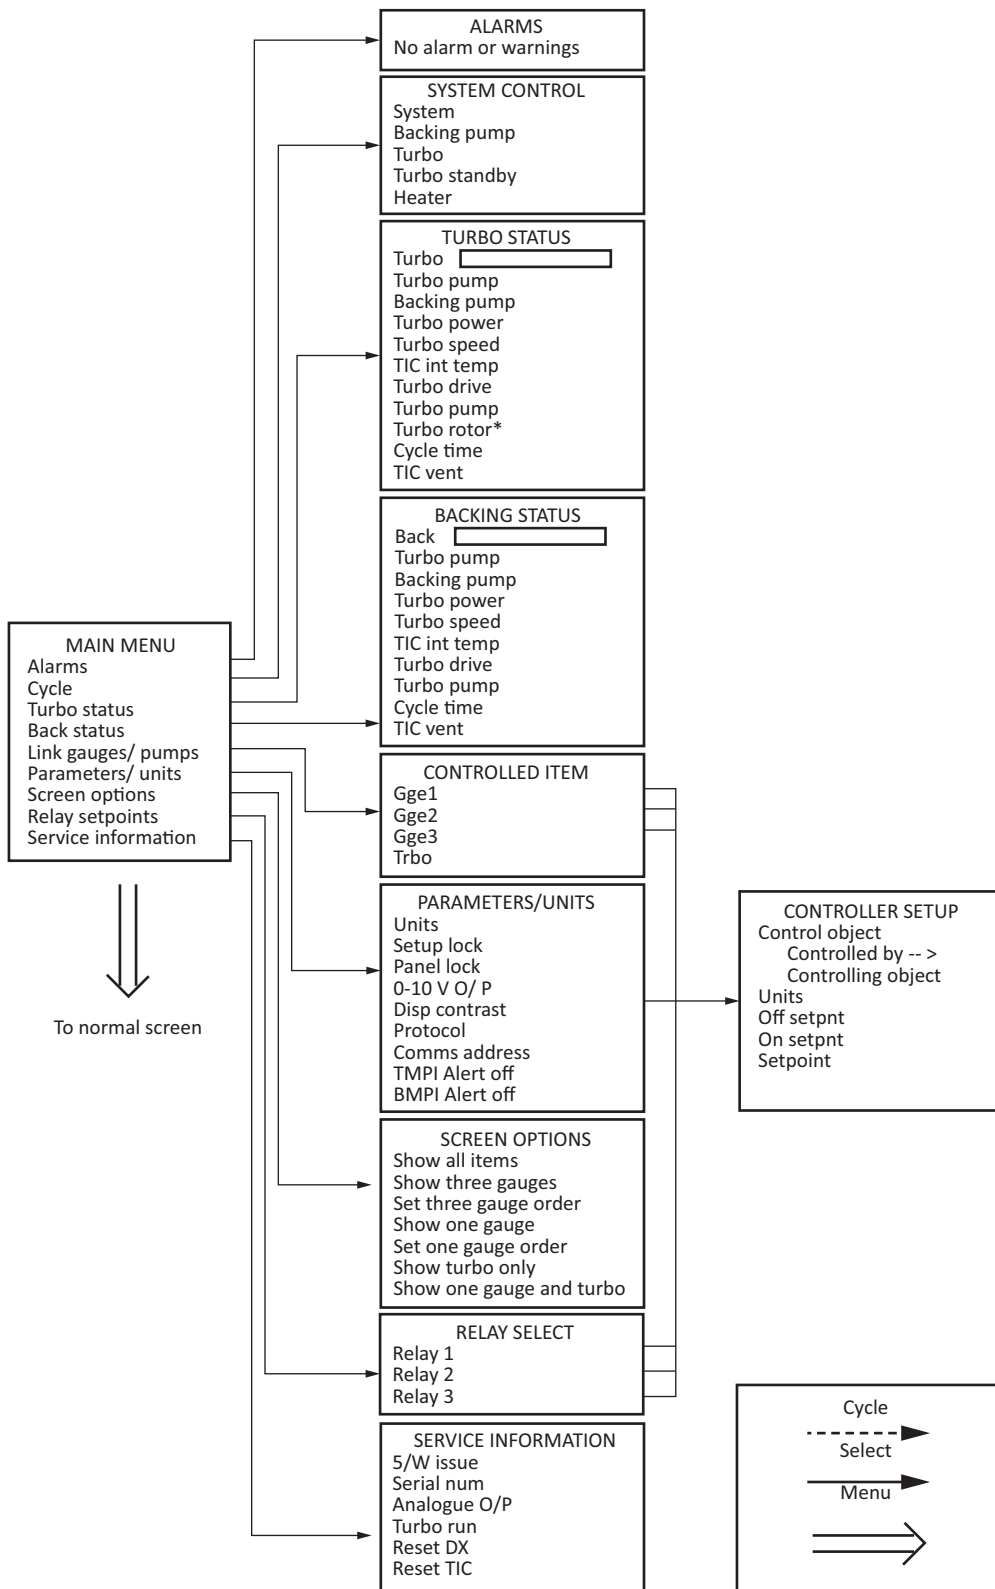 ALARMS
No alarm or warnings
SYSTEM CONTROL
System
Backing pump
Turbo
Turbo standby
Heater
TURBO STATUS
Turbo
Turbo pump
Backing pump
Turbo power
Turbo speed
TIC int temp
Turbo drive
Turbo pump
Turbo rotor*
Cycle time
TIC vent
BACKING STATUS
Back
Turbo pump
Backing pump
Turbo power
Turbo speed
TIC int temp
Turbo drive
Turbo pump
Cycle time
TIC vent
MAIN MENU
Alarms
Cycle
Turbo status
Back status
Link gauges/ pumps
Parameters/ units
Screen options
Relay setpoints
Service information
To normal screen
CONTROLLED ITEM
Gge1
Gge2
Gge3
Trbo
PARAMETERS/UNITS
Units
Setup lock
Panel lock
0-10 V O/ P
Disp contrast
Protocol
Comms address
TMPI Alert off
BMPI Alert off
CONTROLLER SETUP
Control object
Controlled by -- >
Controlling object
Units
Off setpnt
On setpnt
Setpoint
SCREEN OPTIONS
Show all items
Show three gauges
Set three gauge order
Show one gauge
Set one gauge order
Show turbo only
Show one gauge and turbo
RELAY SELECT
Relay 1
Relay 2
Relay 3
SERVICE INFORMATION
5/W issue
Serial num
Analogue O/P
Turbo run
Reset DX
Reset TIC
Cycle
Select
Menu